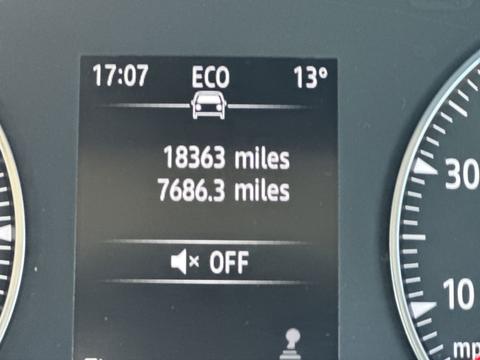 17:07 ECO 13°
18363 miles
7686.3 miles
OFF
30
10